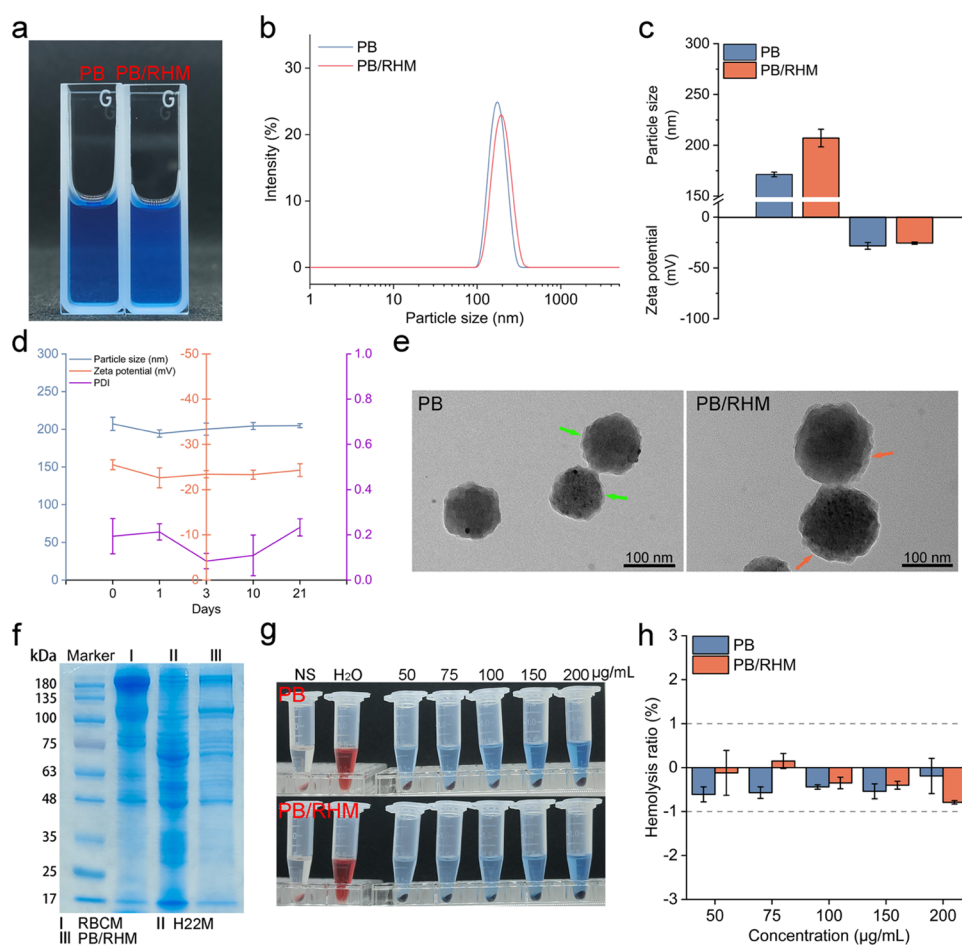 a
PB PB/RHM
G G
b
PB
PB/RHM
Intensity (%)
30
20
10
0
1 10 100 1000
Particle size (nm)
c
PB
PB/RHM
Particle size
(nm)
300
250
200
150
0
-50
-100
Zeta potential
(mV)
d
Particle size (nm)
Zeta potential (mV)
PDI
300
250
200
150
100
50
0
-50
-40
-30
-20
-10
0
1.0
0.8
0.6
0.4
0.2
0.0
0 1 3 10 21
Days
e
PB
100 nm
PB/RHM
100 nm
f
kDa Marker I II III
180
135
100
75
63
48
35
25
17
I RBCM II H22M
III PB/RHM
g
NS H2O 50 75 100 150 200 μg/mL
PB
PB/RHM
h
PB
PB/RHM
Hemolysis ratio (%)
3
2
1
0
-1
-2
-3
50 75 100 150 200
Concentration (μg/mL)